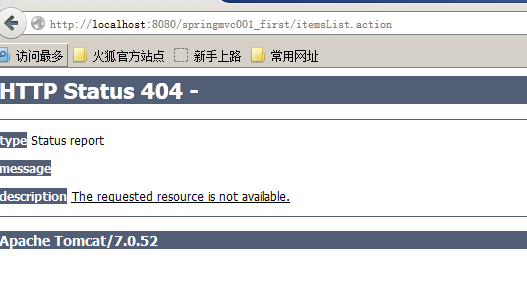 http://localhost:8080/springmvc001_first/itemsList.action
访问最多 火狐官方站点 新手上路 常用网址
HTTP Status 404 -
type Status report
message
description The requested resource is not available.
Apache Tomcat/7.0.52